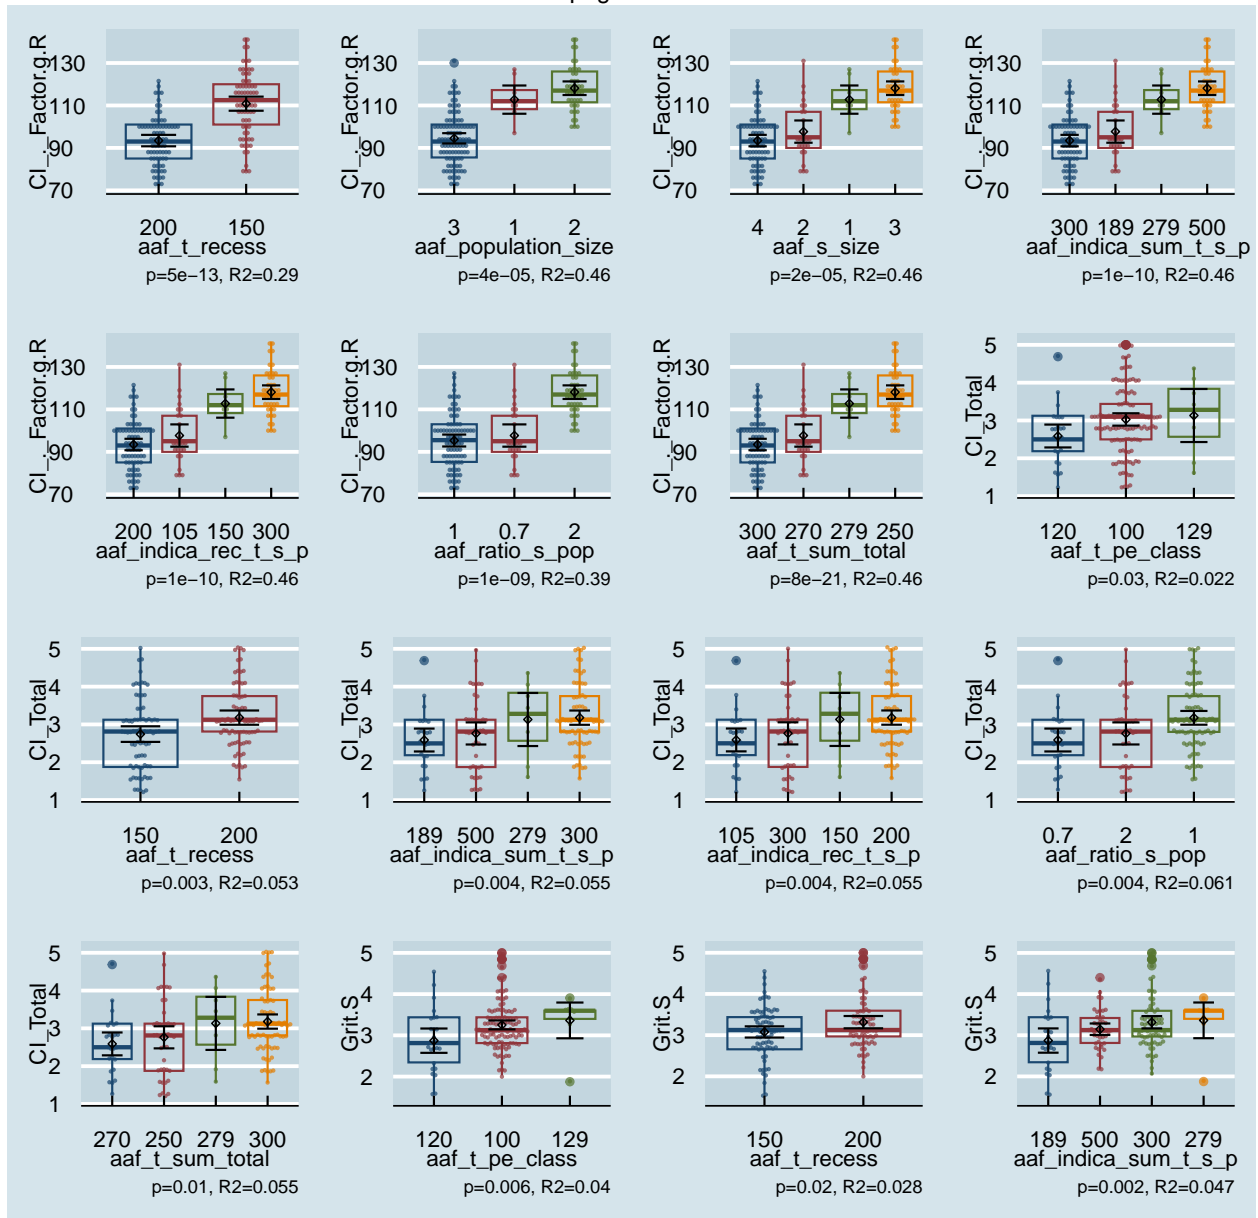 CI_.Factor.g.R
130
110
90
70
200 150
aaf_t_recess
p=5e−13, R2=0.29
CI_.Factor.g.R
130
110
90
70
3 1 2
aaf_population_size
p=4e−05, R2=0.46
CI_.Factor.g.R
130
110
90
70
4 2 1 3
aaf_s_size
p=2e−05, R2=0.46
CI_.Factor.g.R
130
110
90
70
300 189 279 500
aaf_indica_sum_t_s_p
p=1e−10, R2=0.46
CI_.Factor.g.R
130
110
90
70
200 105 150 300
aaf_indica_rec_t_s_p
p=1e−10, R2=0.46
CI_.Factor.g.R
130
110
90
70
1 0.7 2
aaf_ratio_s_pop
p=1e−09, R2=0.39
CI_.Factor.g.R
130
110
90
70
300 270 279 250
aaf_t_sum_total
p=8e−21, R2=0.46
CI_Total
5
4
3
2
1
120 100 129
aaf_t_pe_class
p=0.03, R2=0.022
CI_Total
5
4
3
2
1
150 200
aaf_t_recess
p=0.003, R2=0.053
CI_Total
5
4
3
2
1
189 500 279 300
aaf_indica_sum_t_s_p
p=0.004, R2=0.055
CI_Total
5
4
3
2
1
105 300 150 200
aaf_indica_rec_t_s_p
p=0.004, R2=0.055
CI_Total
5
4
3
2
1
0.7 2 1
aaf_ratio_s_pop
p=0.004, R2=0.061
CI_Total
5
4
3
2
1
270 250 279 300
aaf_t_sum_total
p=0.01, R2=0.055
Grit.S
5
4
3
2
120 100 129
aaf_t_pe_class
p=0.006, R2=0.04
Grit.S
5
4
3
2
150 200
aaf_t_recess
p=0.02, R2=0.028
Grit.S
5
4
3
2
189 500 300 279
aaf_indica_sum_t_s_p
p=0.002, R2=0.047